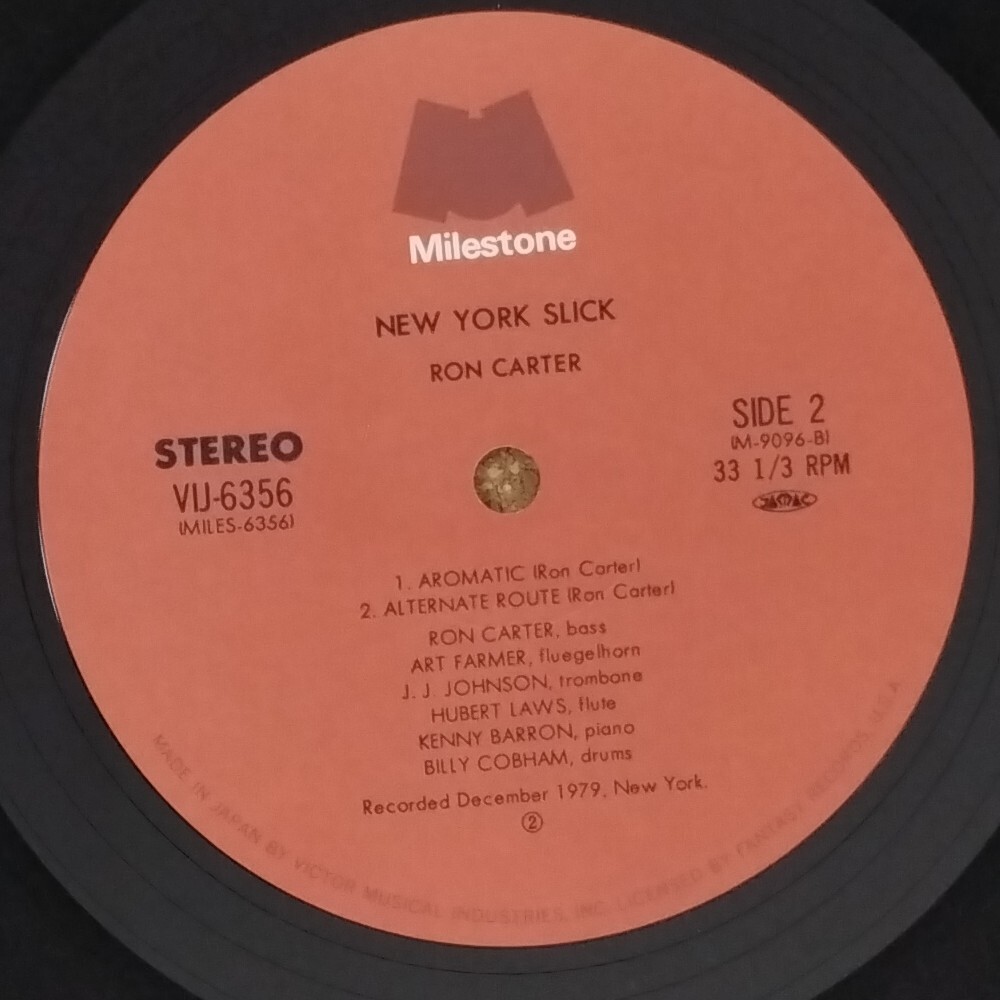 Milestone
NEW YORK SLICK
RON CARTER
STEREO
VIJ-6356
(MILES-6356)
SIDE 2
(M-9096-B)
33 1/3 RPM
JASRAC
1. AROMATIC (Ron Carter)
2. ALTERNATE ROUTE (Ron Carter)
RON CARTER, bass
ART FARMER, fluegelhorn
J. J. JOHNSON, trombone
HUBERT LAWS, flute
KENNY BARRON, piano
BILLY COBHAM, drums
Recorded December 1979, New York.
②
MADE IN JAPAN BY VICTOR MUSICAL INDUSTRIES, INC. LICENSED BY FANTASY RECORDS, U.S.A.